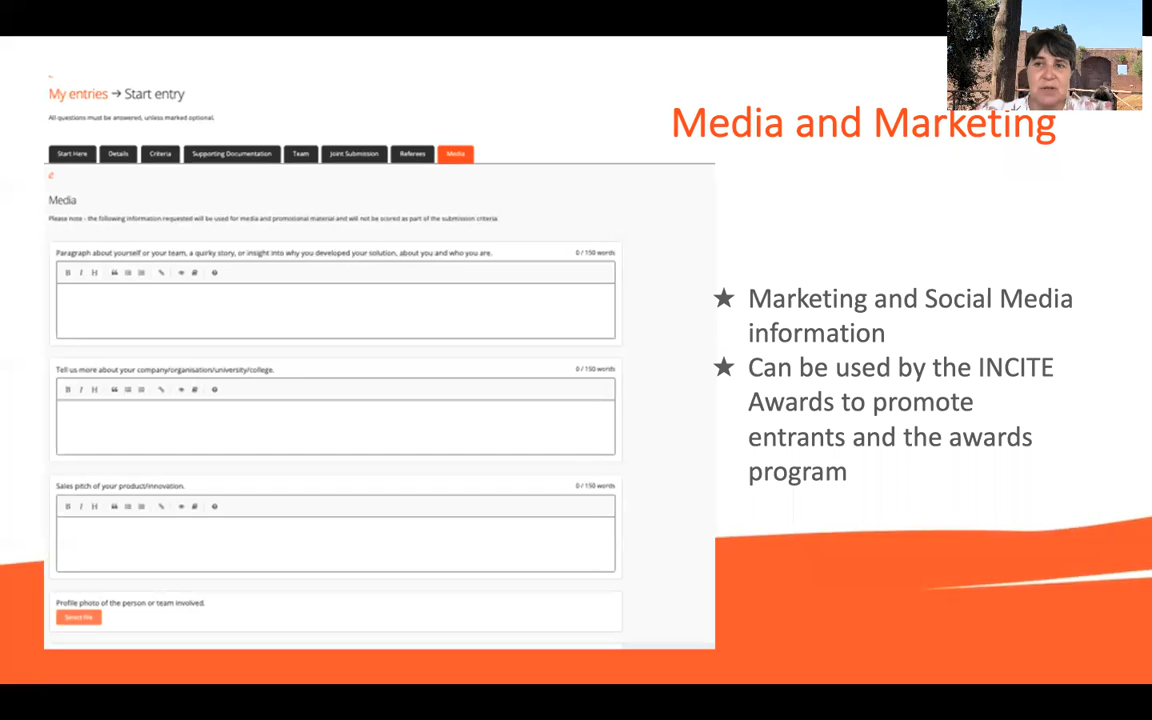 My entries → Start entry
All questions must be answered, unless marked optional.
Start Here Details Criteria Supporting Documentation Team Joint Submission Referees Media
Media
Please note - the following information requested will be used for media and promotional material and will not be scored as part of the submission criteria
Paragraph about yourself or your team, a quirky story, or insight into why you developed your solution, about you and who you are. 0 / 150 words
B I H
Tell us more about your company/organisation/university/college. 0 / 150 words
B I H
Sales pitch of your product/innovation. 0 / 150 words
B I H
Profile photo of the person or team involved.
Select file
Media and Marketing
★ Marketing and Social Media
information
★ Can be used by the INCITE
Awards to promote
entrants and the awards
program